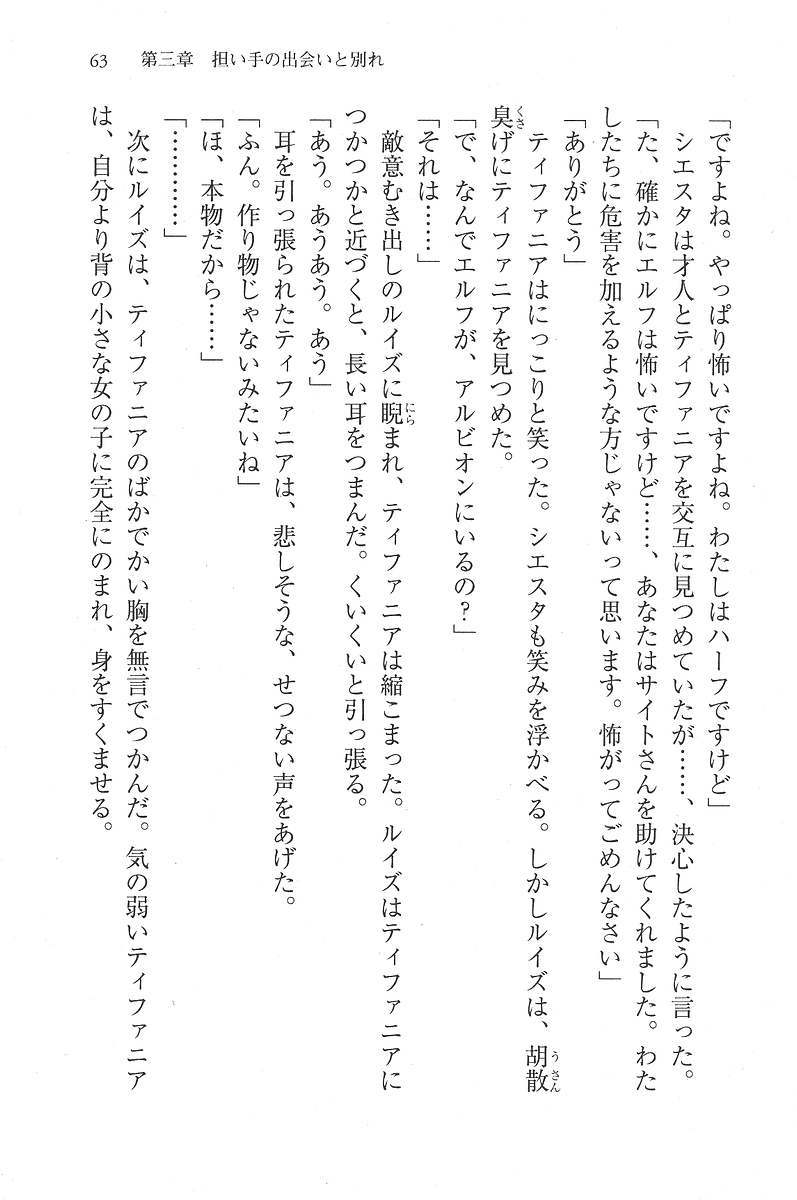 63　第三章　担い手の出会いと別れ
「ですよね。やっぱり怖いですよね。わたしはハーフですけど」
　シエスタは才人とティファニアを交互に見つめていたが……、決心したように言った。
「た、確かにエルフは怖いですけど……、あなたはサイトさんを助けてくれました。わた
したちに危害を加えるような方じゃないって思います。怖がってごめんなさい」
「ありがとう」
　ティファニアはにっこりと笑った。シエスタも笑みを浮かべる。しかしルイズは、胡散
臭げにティファニアを見つめた。
「で、なんでエルフが、アルビオンにいるの？」
「それは……」
　敵意むき出しのルイズに睨まれ、ティファニアは縮こまった。ルイズはティファニアに
つかつかと近づくと、長い耳をつまんだ。くいくいと引っ張る。
「あう。あうあう。あう」
　耳を引っ張られたティファニアは、悲しそうな、せつない声をあげた。
「ふん。作り物じゃないみたいね」
「ほ、本物だから……」
「…………」
　次にルイズは、ティファニアのばかでかい胸を無言でつかんだ。気の弱いティファニア
は、自分より背の小さな女の子に完全にのまれ、身をすくませる。